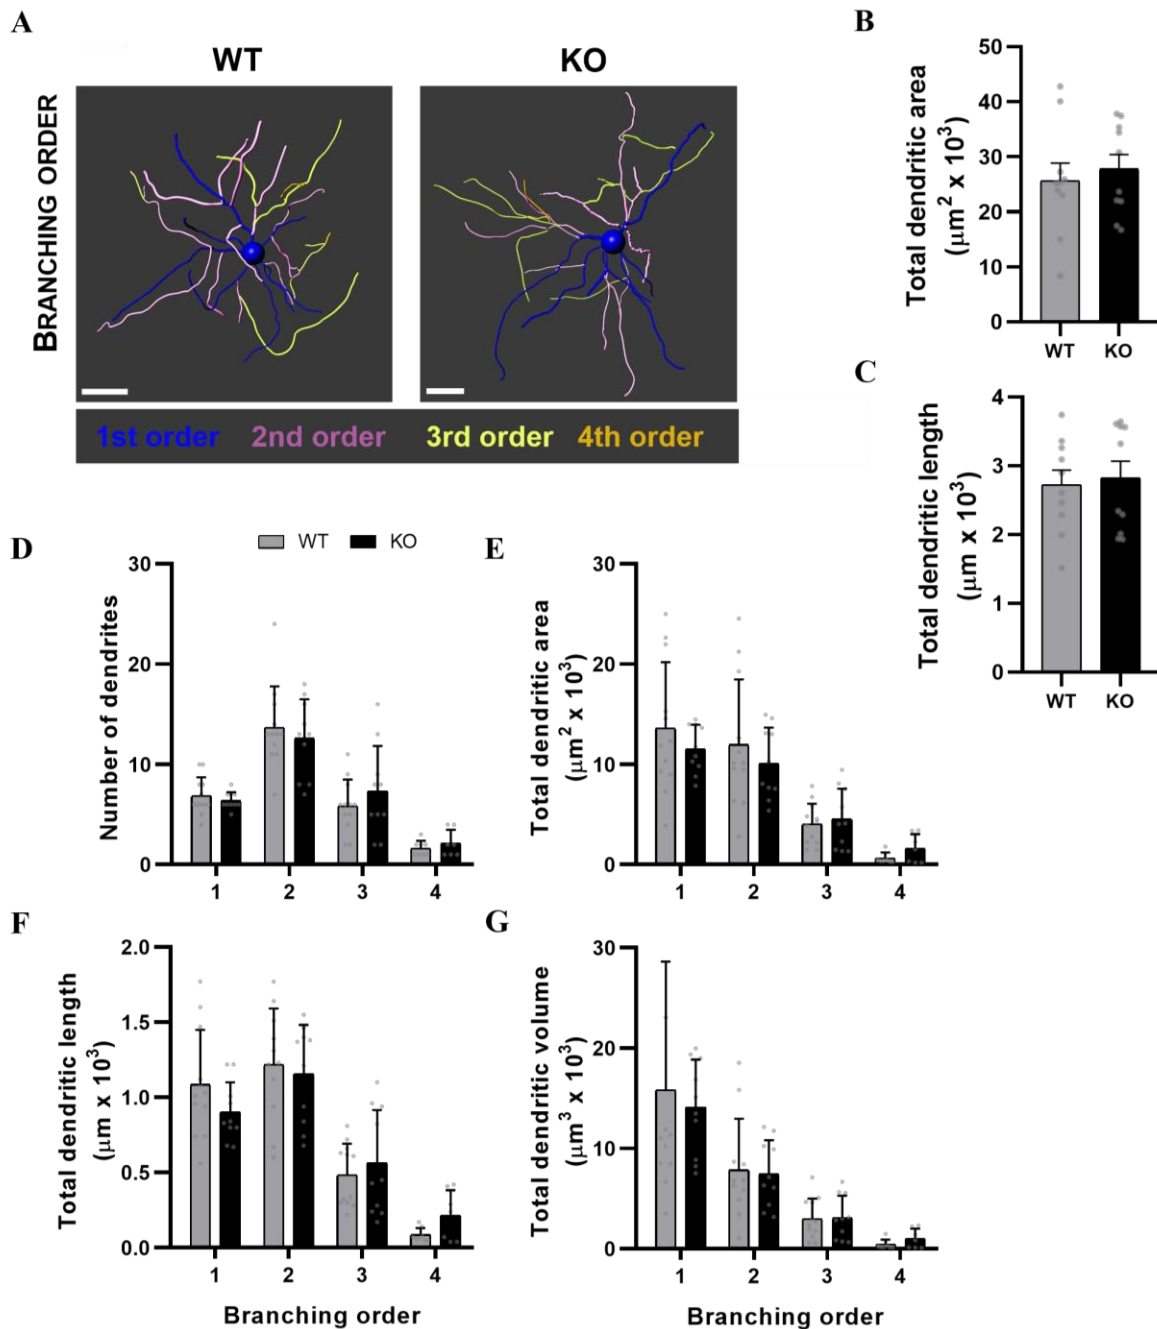 A
WT KO
BRANCHING ORDER
1st order 2nd order 3rd order 4th order
B
Total dendritic area
(μm² x 10³)
50
40
30
20
10
0
WT KO
C
Total dendritic length
(μm x 10³)
4
3
2
1
0
WT KO
WT KO
D
Number of dendrites
30
20
10
0
1 2 3 4
E
Total dendritic area
(μm² x 10³)
30
20
10
0
1 2 3 4
F
Total dendritic length
(μm x 10³)
2.0
1.5
1.0
0.5
0.0
1 2 3 4
Branching order
G
Total dendritic volume
(μm³ x 10³)
30
20
10
0
1 2 3 4
Branching order